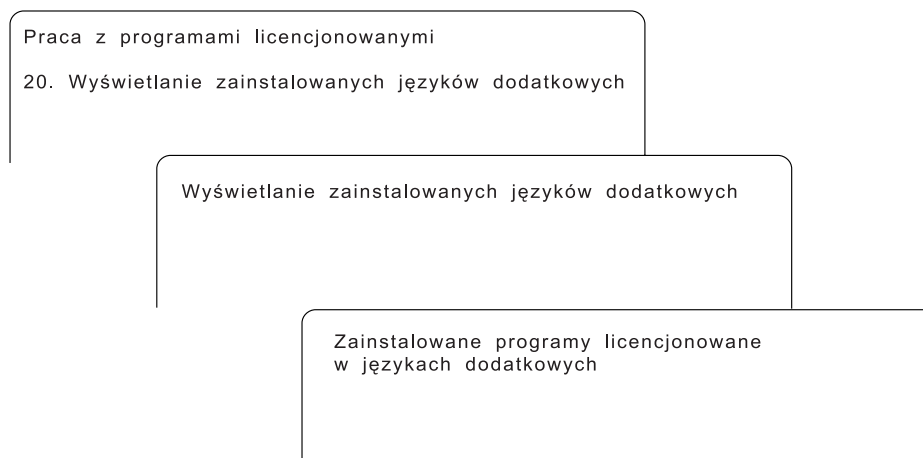 Praca z programami licencjonowanymi
20. Wyświetlanie zainstalowanych języków dodatkowych
Wyświetlanie zainstalowanych języków dodatkowych
Zainstalowane programy licencjonowane
w językach dodatkowych